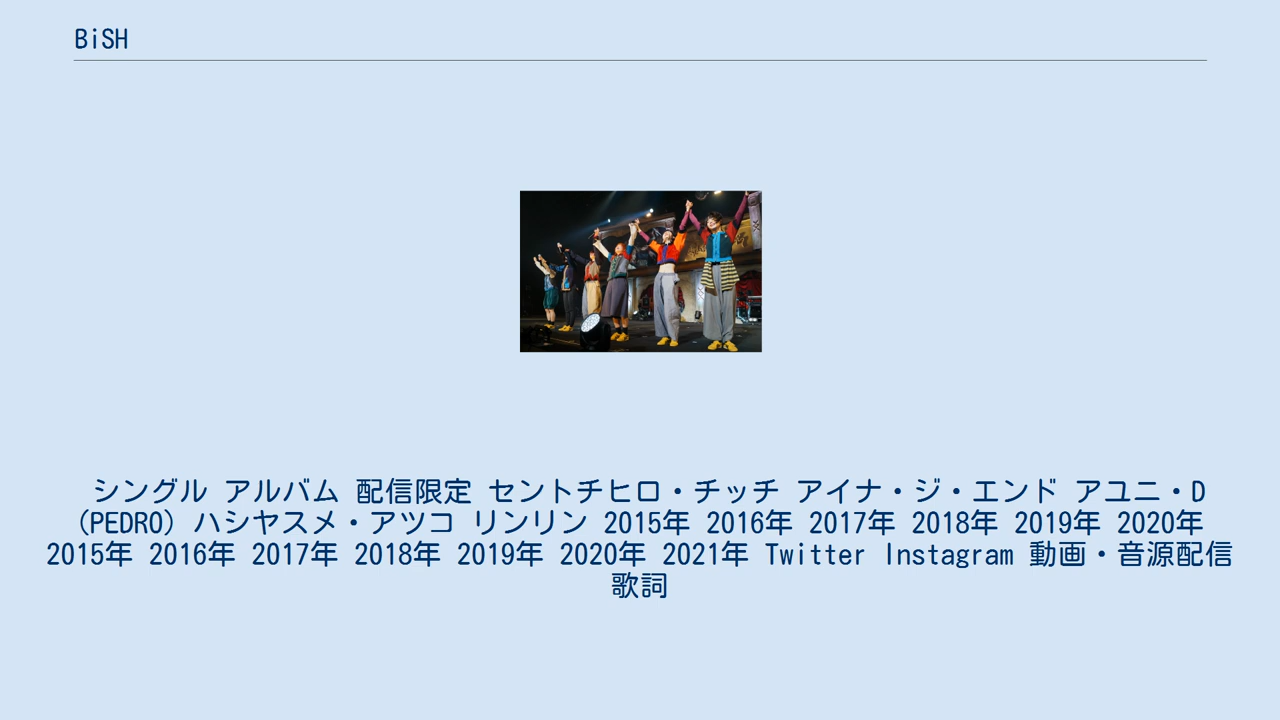 BiSH
シングル アルバム 配信限定 セントチヒロ・チッチ アイナ・ジ・エンド アユニ・D
(PEDRO) ハシヤスメ・アツコ リンリン 2015年 2016年 2017年 2018年 2019年 2020年
2015年 2016年 2017年 2018年 2019年 2020年 2021年 Twitter Instagram 動画・音源配信
歌詞